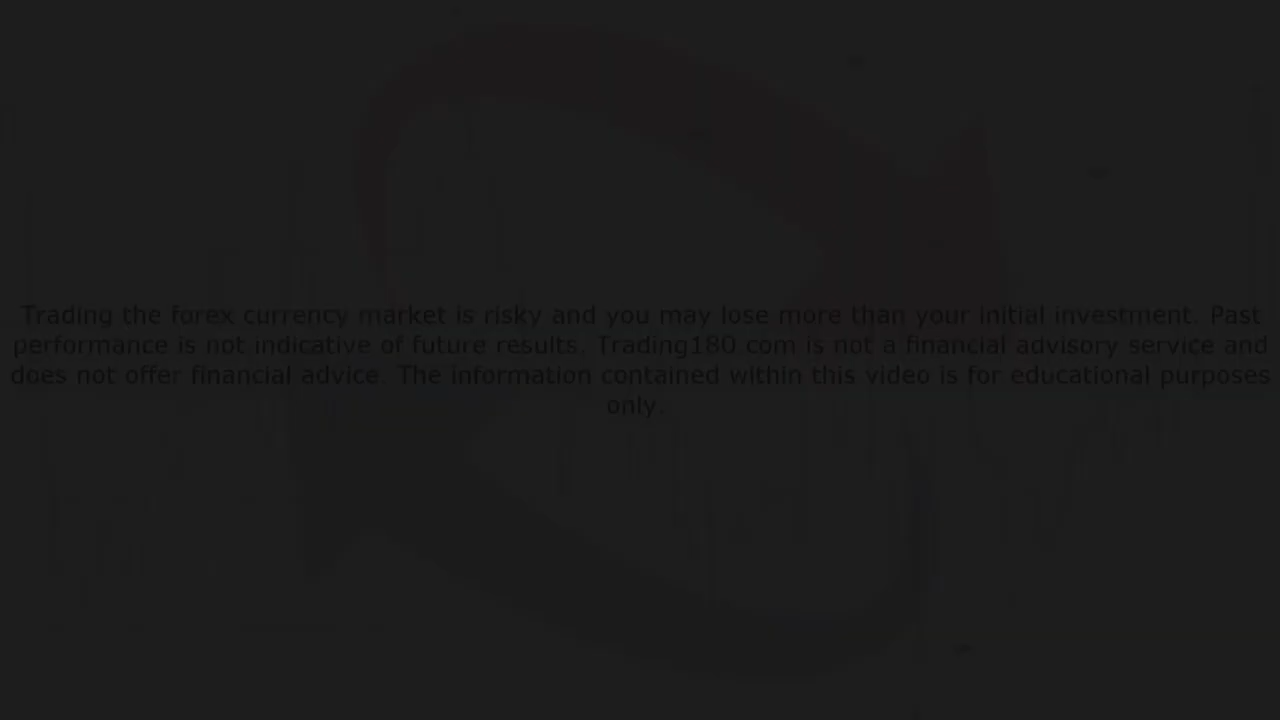 Trading the forex currency market is risky and you may lose more than your initial investment. Past
performance is not indicative of future results. Trading180 com is not a financial advisory service and
does not offer financial advice. The information contained within this video is for educational purposes
only.